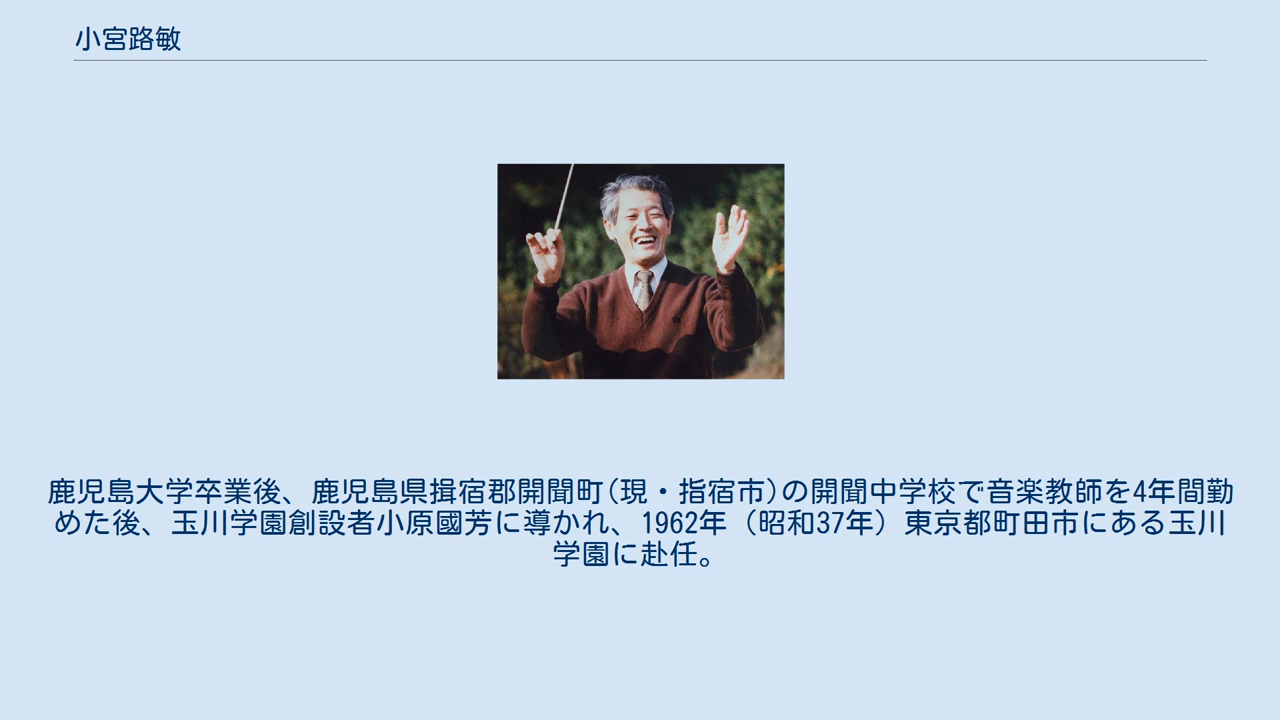 小宮路敏
鹿児島大学卒業後、鹿児島県揖宿郡開聞町(現・指宿市)の開聞中学校で音楽教師を4年間勤
めた後、玉川学園創設者小原國芳に導かれ、1962年（昭和37年）東京都町田市にある玉川
学園に赴任。